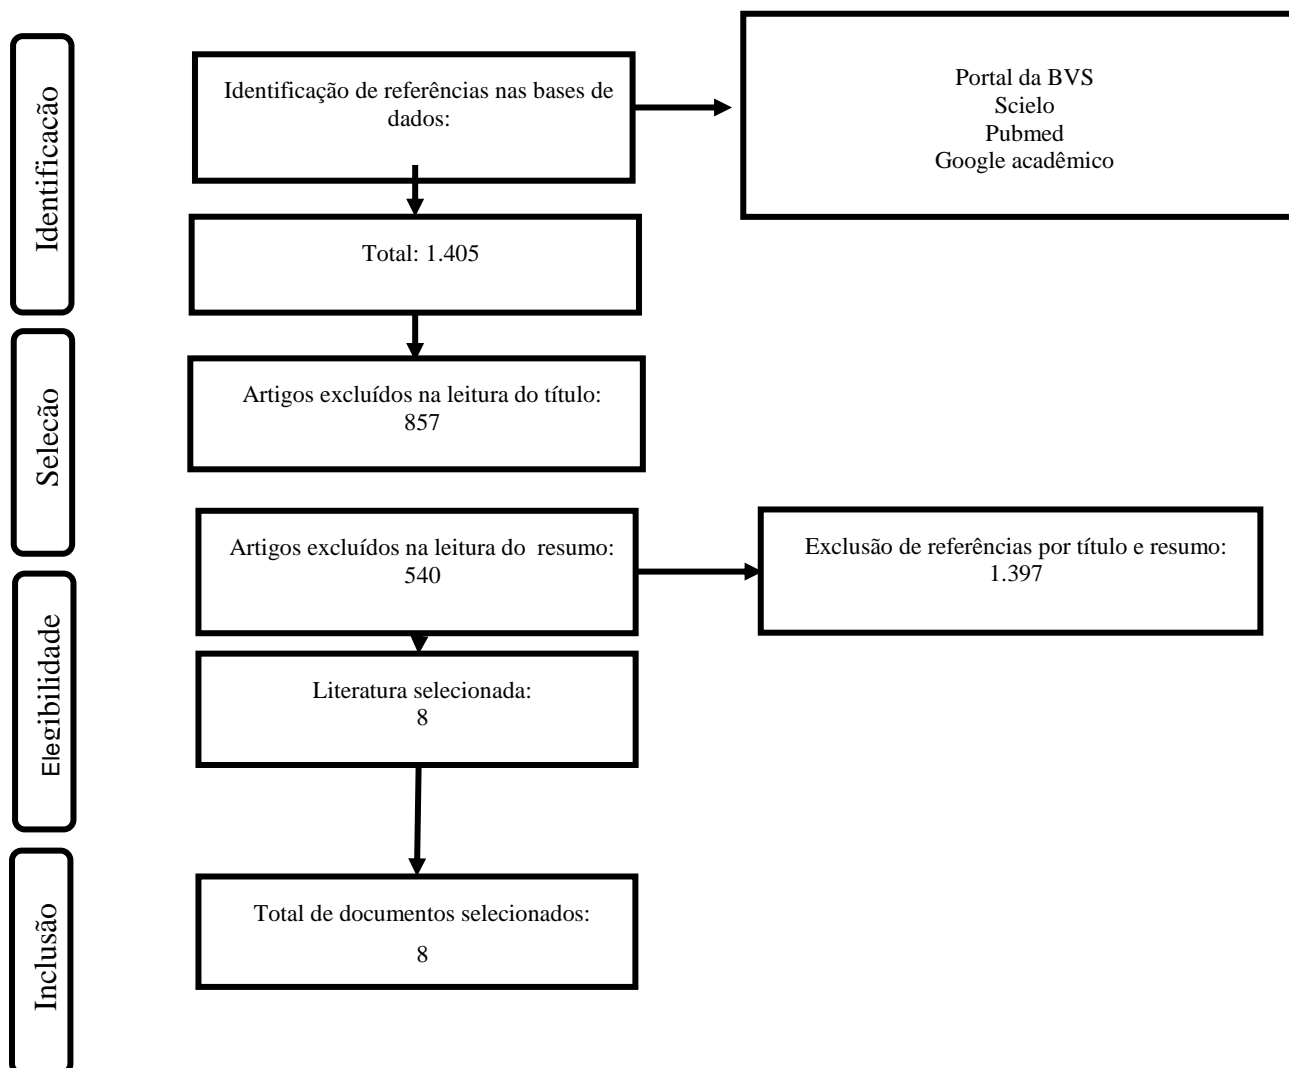 Identificação
Identificação de referências nas bases de
dados:
Portal da BVS
Scielo
Pubmed
Google acadêmico
Total: 1.405
Seleção
Artigos excluídos na leitura do título:
857
Artigos excluídos na leitura do resumo:
540
Exclusão de referências por título e resumo:
1.397
Elegibilidade
Literatura selecionada:
8
Inclusão
Total de documentos selecionados:
8